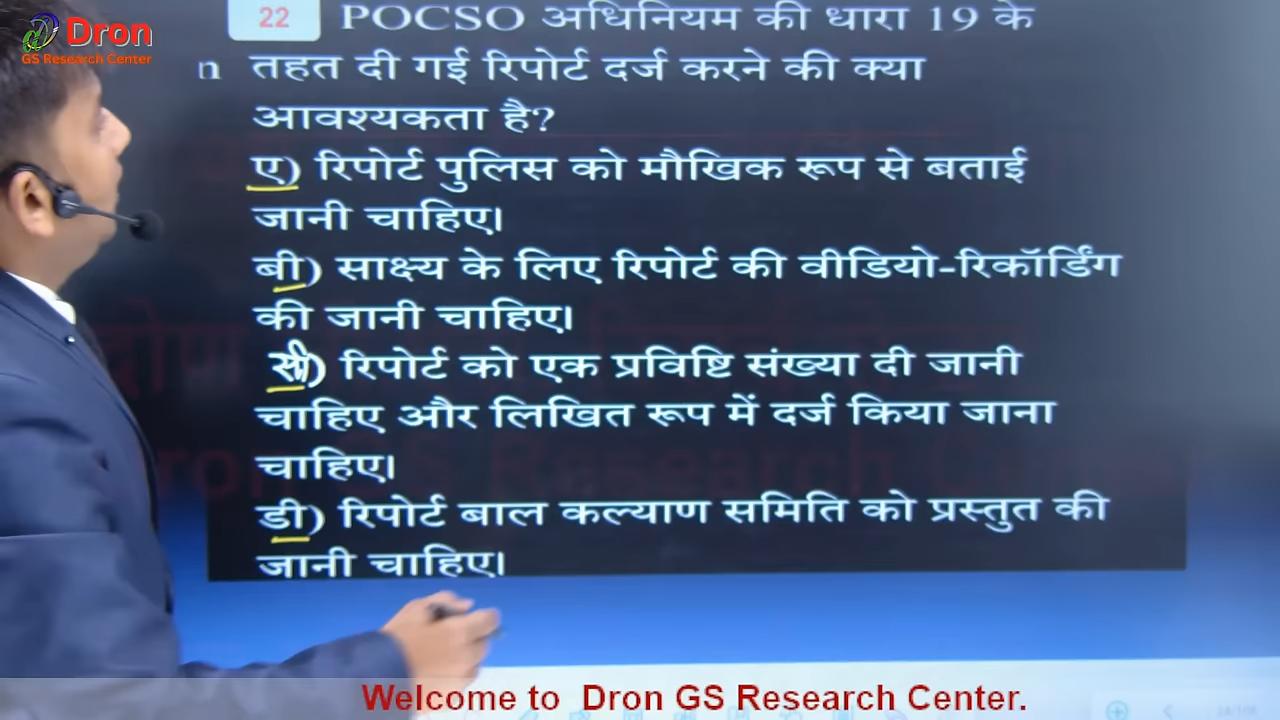 Dron
GS Research Center
22 POCSO अधिनियम की धारा 19 के
n तहत दी गई रिपोर्ट दर्ज करने की क्या
आवश्यकता है?
ए) रिपोर्ट पुलिस को मौखिक रूप से बताई
जानी चाहिए।
बी) साक्ष्य के लिए रिपोर्ट की वीडियो-रिकॉर्डिंग
की जानी चाहिए।
सी) रिपोर्ट को एक प्रविष्टि संख्या दी जानी
चाहिए और लिखित रूप में दर्ज किया जाना
चाहिए।
डी) रिपोर्ट बाल कल्याण समिति को प्रस्तुत की
जानी चाहिए।
Welcome to Dron GS Research Center.